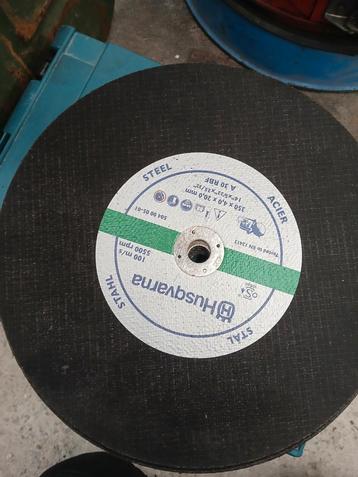 STEEL
ACIER
STAHL
STAL
350 x 4,0 x 20,0 mm
A 30 RBF
Tested to EN 12413
100 m/s
5500 rpm
Husqvarna